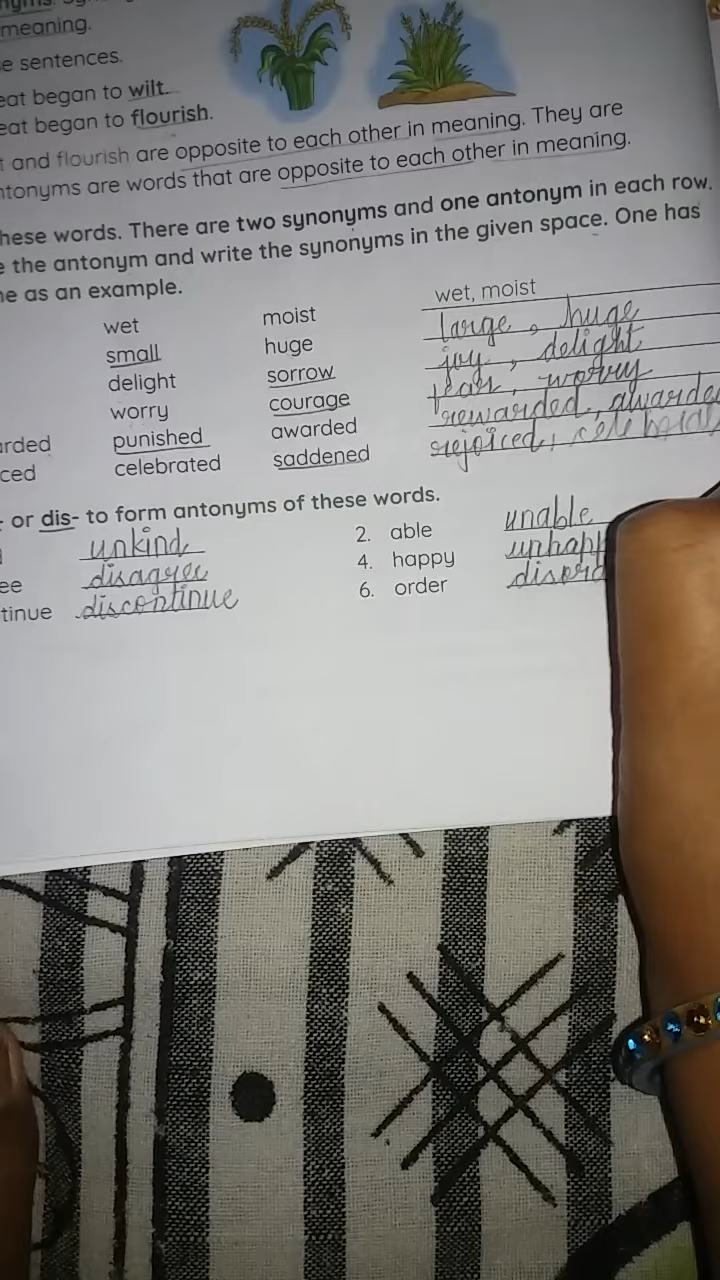 meaning.
e sentences.
eat began to wilt.
eat began to flourish.
t and flourish are opposite to each other in meaning. They are
ntonyms are words that are opposite to each other in meaning.
hese words. There are two synonyms and one antonym in each row.
e the antonym and write the synonyms in the given space. One has
ne as an example.
wet moist wet, moist
small huge large, huge
delight sorrow joy, delight
worry courage fear, worry
arded punished awarded rewarded, awarde
ced celebrated saddened rejoiced,
- or dis- to form antonyms of these words.
unkind 2. able unable
ee disagree 4. happy unhapp
tinue discontinue 6. order disord